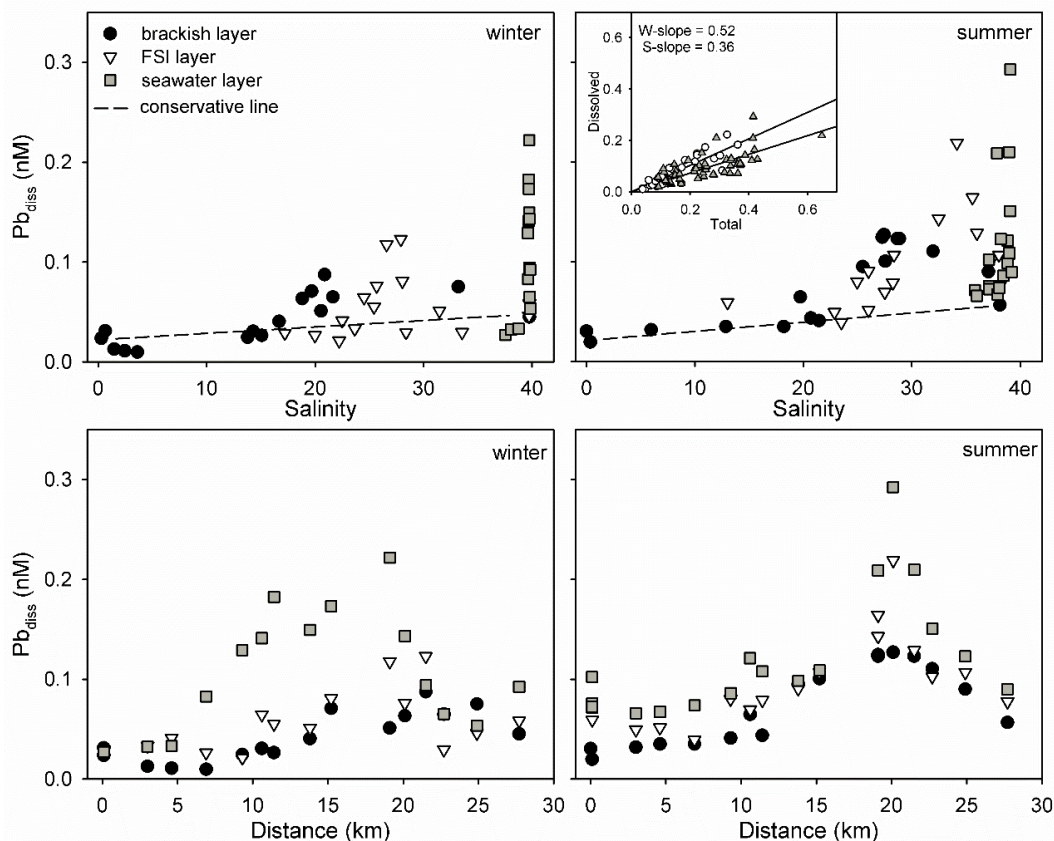 winter
brackish layer
FSI layer
seawater layer
conservative line
0.3
0.2
0.1
0.0
Pbdiss (nM)
0
10
20
30
40
Salinity
summer
W-slope = 0.52
S-slope = 0.36
0.6
0.4
0.2
0.0
Dissolved
0.0
0.2
0.4
0.6
Total
0
10
20
30
40
Salinity
winter
0.3
0.2
0.1
0.0
Pbdiss (nM)
0
5
10
15
20
25
30
Distance (km)
summer
0
5
10
15
20
25
30
Distance (km)